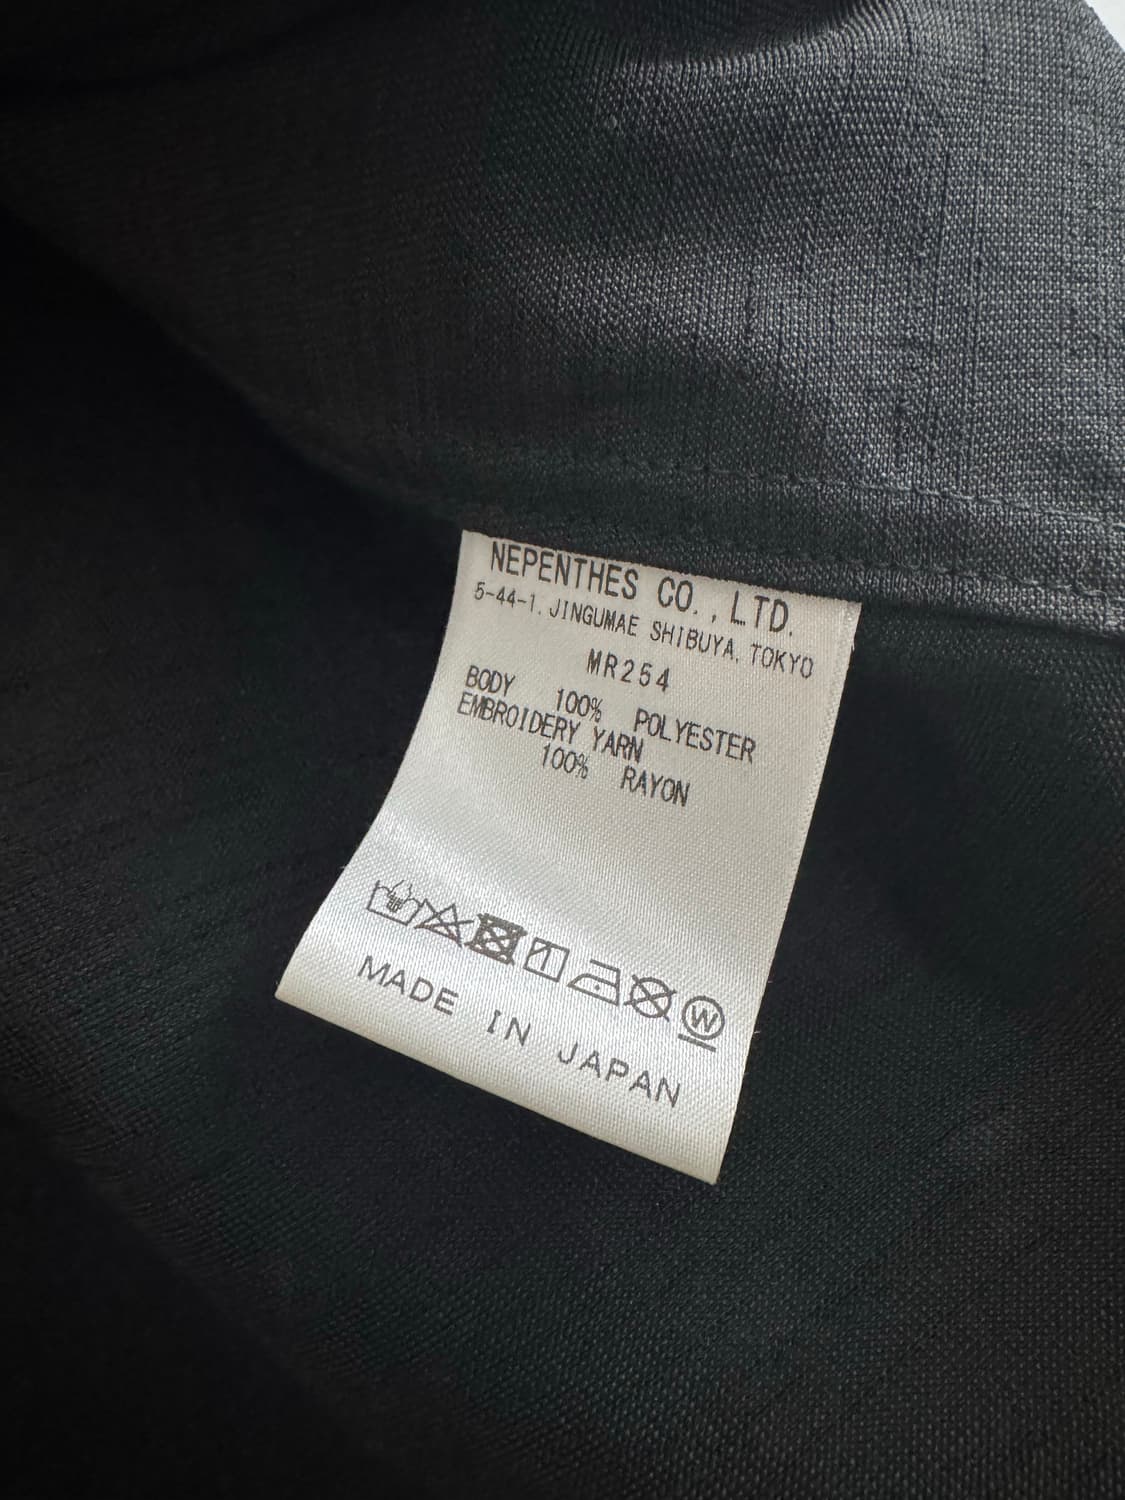 NEPENTHES CO., LTD.
5-44-1, JINGUMAE SHIBUYA, TOKYO
MR254
BODY 100% POLYESTER
EMBROIDERY YARN
100% RAYON
W
MADE IN JAPAN